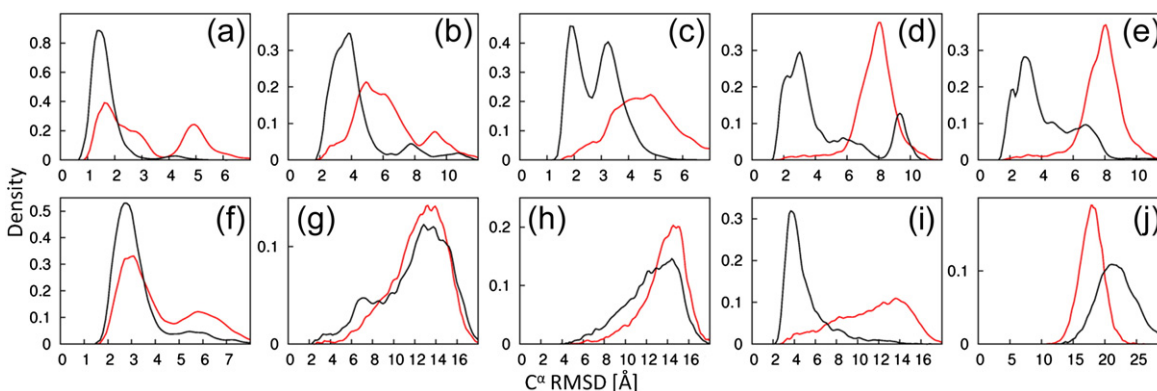 (a) (b) (c) (d) (e)
0.8 0.6 0.4 0.2 0
0.3 0.2 0.1 0
0.4 0.3 0.2 0.1 0
0.3 0.2 0.1 0
0.3 0.2 0.1 0
0 1 2 3 4 5 6
0 2 4 6 8 10
0 1 2 3 4 5 6
0 2 4 6 8 10
0 2 4 6 8 10
Density
(f) (g) (h) (i) (j)
0.5 0.4 0.3 0.2 0.1 0
0.1 0
0.2 0.1 0
0.3 0.2 0.1 0
0.1 0
0 1 2 3 4 5 6 7
0 2 4 6 8 10 12 14 16
0 2 4 6 8 10 12 14 16
0 2 4 6 8 10 12 14 16
0 5 10 15 20 25
Cα RMSD [Å]